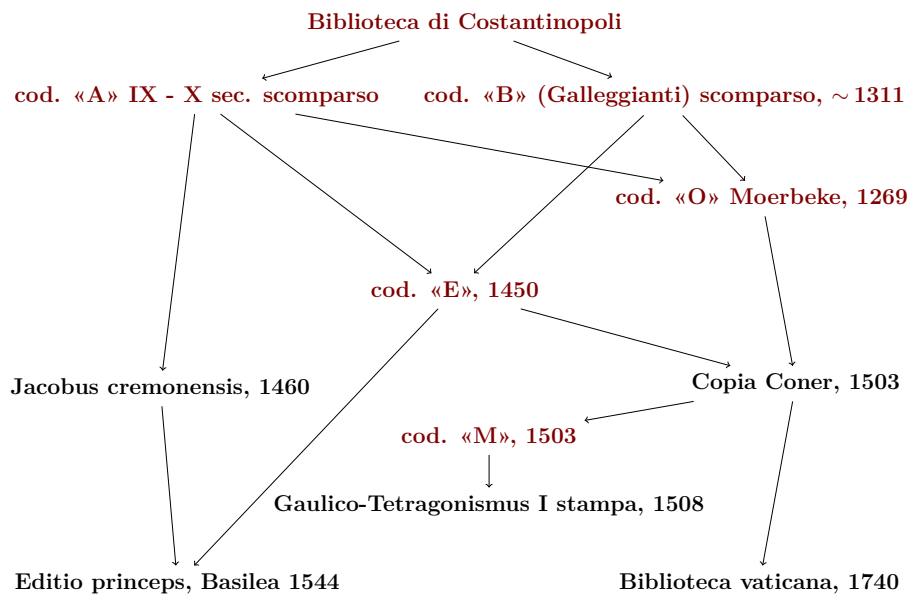 Biblioteca di Costantinopoli
cod. «A» IX - X sec. scomparso
cod. «B» (Galleggianti) scomparso, ∼ 1311
cod. «O» Moerbeke, 1269
cod. «E», 1450
Jacobus cremonensis, 1460
Copia Coner, 1503
cod. «M», 1503
Gaulico-Tetragonismus I stampa, 1508
Editio princeps, Basilea 1544
Biblioteca vaticana, 1740